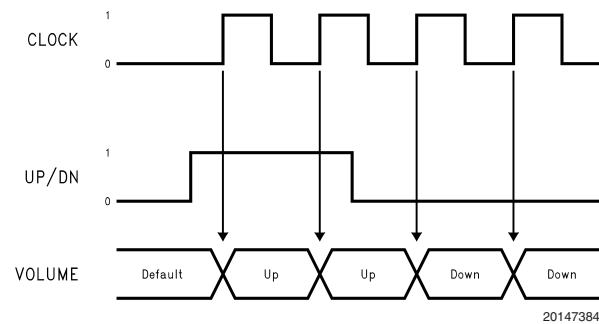 1
CLOCK
0
1
UP/DN
0
VOLUME Default Up Up Down Down
20147384